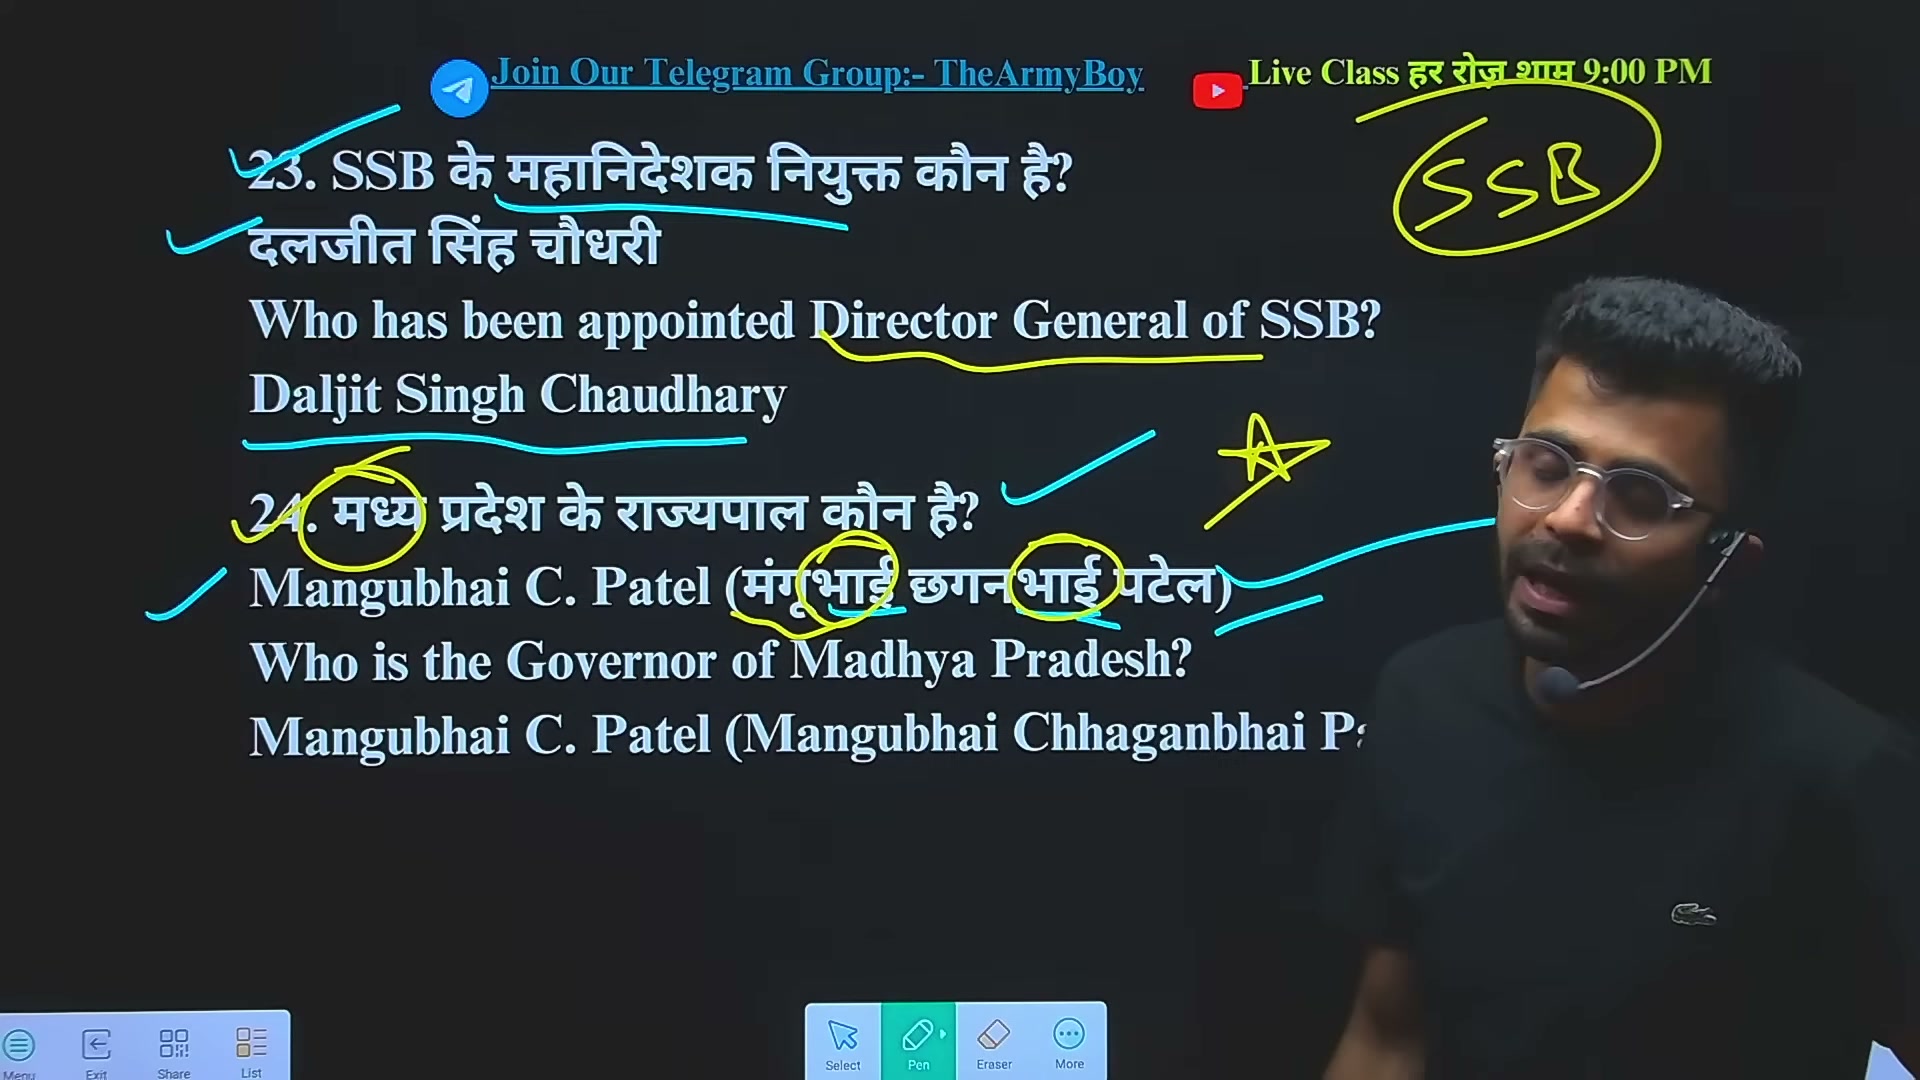 Join Our Telegram Group:- TheArmyBoy
Live Class हर रोज़ शाम 9:00 PM
SSB
23. SSB के महानिदेशक नियुक्त कौन है?
दलजीत सिंह चौधरी
Who has been appointed Director General of SSB?
Daljit Singh Chaudhary
24. मध्य प्रदेश के राज्यपाल कौन है?
Mangubhai C. Patel (मंगूभाई छगनभाई पटेल)
Who is the Governor of Madhya Pradesh?
Mangubhai C. Patel (Mangubhai Chhaganbhai
Menu Exit Share List
Select Pen Eraser More